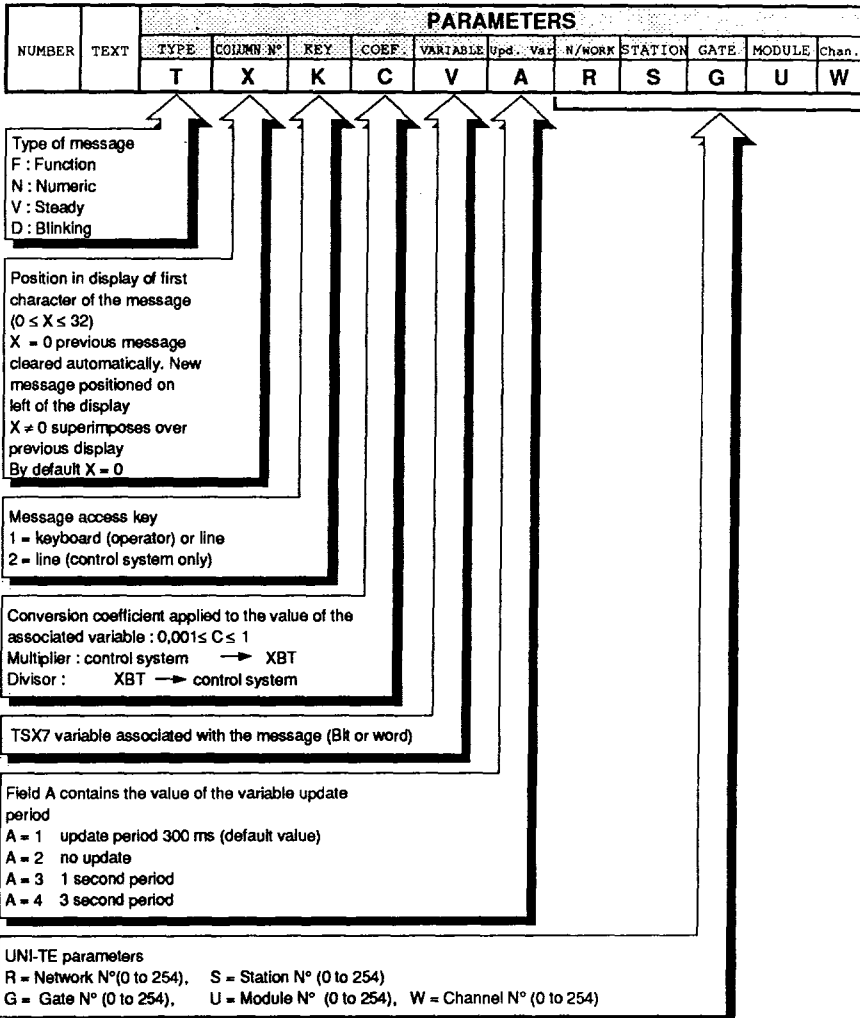 PARAMETERS
NUMBER TEXT TYPE COLUMN N° KEY COEF. VARIABLE Upd. Var N/WORK STATION GATE MODULE Chan.
T X K C V A R S G U W
Type of message
F : Function
N : Numeric
V : Steady
D : Blinking
Position in display of first
character of the message
(0 ≤ X ≤ 32)
X = 0 previous message
cleared automatically. New
message positioned on
left of the display
X ≠ 0 superimposes over
previous display
By default X = 0
Message access key
1 = keyboard (operator) or line
2 = line (control system only)
Conversion coefficient applied to the value of the
associated variable : 0,001≤ C ≤ 1
Multiplier : control system → XBT
Divisor : XBT → control system
TSX7 variable associated with the message (Bit or word)
Field A contains the value of the variable update
period
A = 1 update period 300 ms (default value)
A = 2 no update
A = 3 1 second period
A = 4 3 second period
UNI-TE parameters
R = Network N°(0 to 254), S = Station N° (0 to 254)
G = Gate N° (0 to 254), U = Module N° (0 to 254), W = Channel N° (0 to 254)